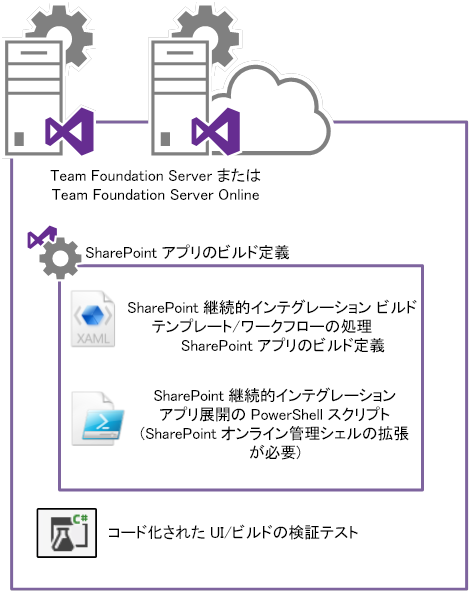 Team Foundation Server または
Team Foundation Server Online
SharePoint アプリのビルド定義
XAML
SharePoint 継続的インテグレーション ビルド
テンプレート/ワークフローの処理
SharePoint アプリのビルド定義
SharePoint 継続的インテグレーション
アプリ展開の PowerShell スクリプト
(SharePoint オンライン管理シェルの拡張
が必要)
C#
コード化された UI/ビルドの検証テスト